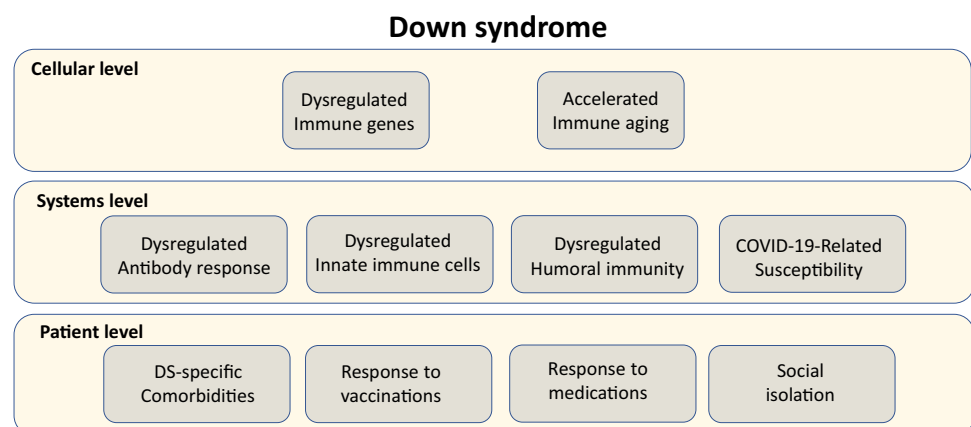 Down syndrome
Cellular level
Dysregulated
Immune genes
Accelerated
Immune aging
Systems level
Dysregulated
Antibody response
Dysregulated
Innate immune cells
Dysregulated
Humoral immunity
COVID-19-Related
Susceptibility
Patient level
DS-specific
Comorbidities
Response to
vaccinations
Response to
medications
Social
isolation